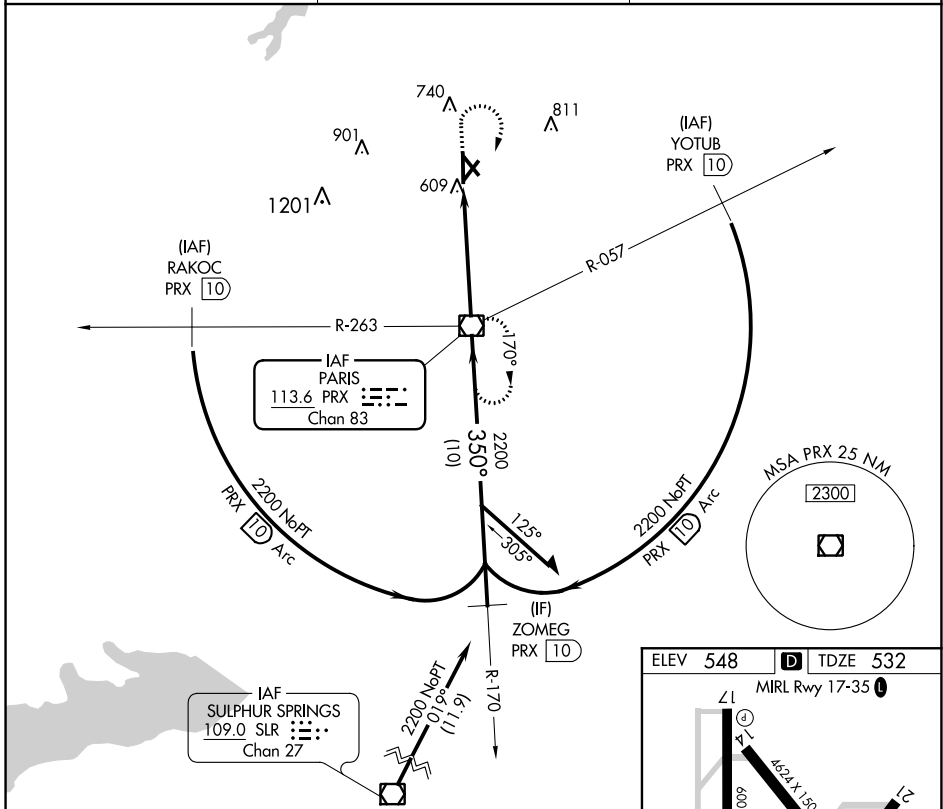 740
811
901
609
1201
(IAF)
YOTUB
PRX 10
(IAF)
RAKOC
PRX 10
R-057
R-263
IAF
PARIS
113.6 PRX
Chan 83
170°
2200
350°
(10)
2200 NoPT
PRX 10 Arc
2200 NoPT
PRX 10 Arc
125°
305°
MSA PRX 25 NM
2300
(IF)
ZOMEG
PRX 10
R-170
IAF
SULPHUR SPRINGS
109.0 SLR
Chan 27
2200 NoPT
019°
(11.9)
ELEV 548 D TDZE 532
MIRL Rwy 17-35 L
17
P
14
4624 X 150
21
600